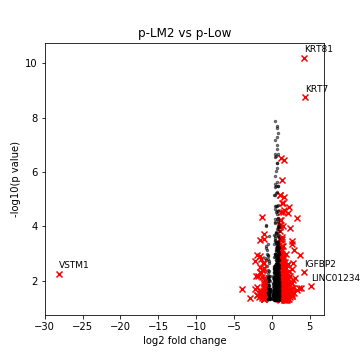 p-LM2 vs p-Low
KRT81
KRT7
VSTM1
IGFBP2
LINC01234
-log10(p value)
10
8
6
4
2
−30 −25 −20 −15 −10 −5 0 5
log2 fold change